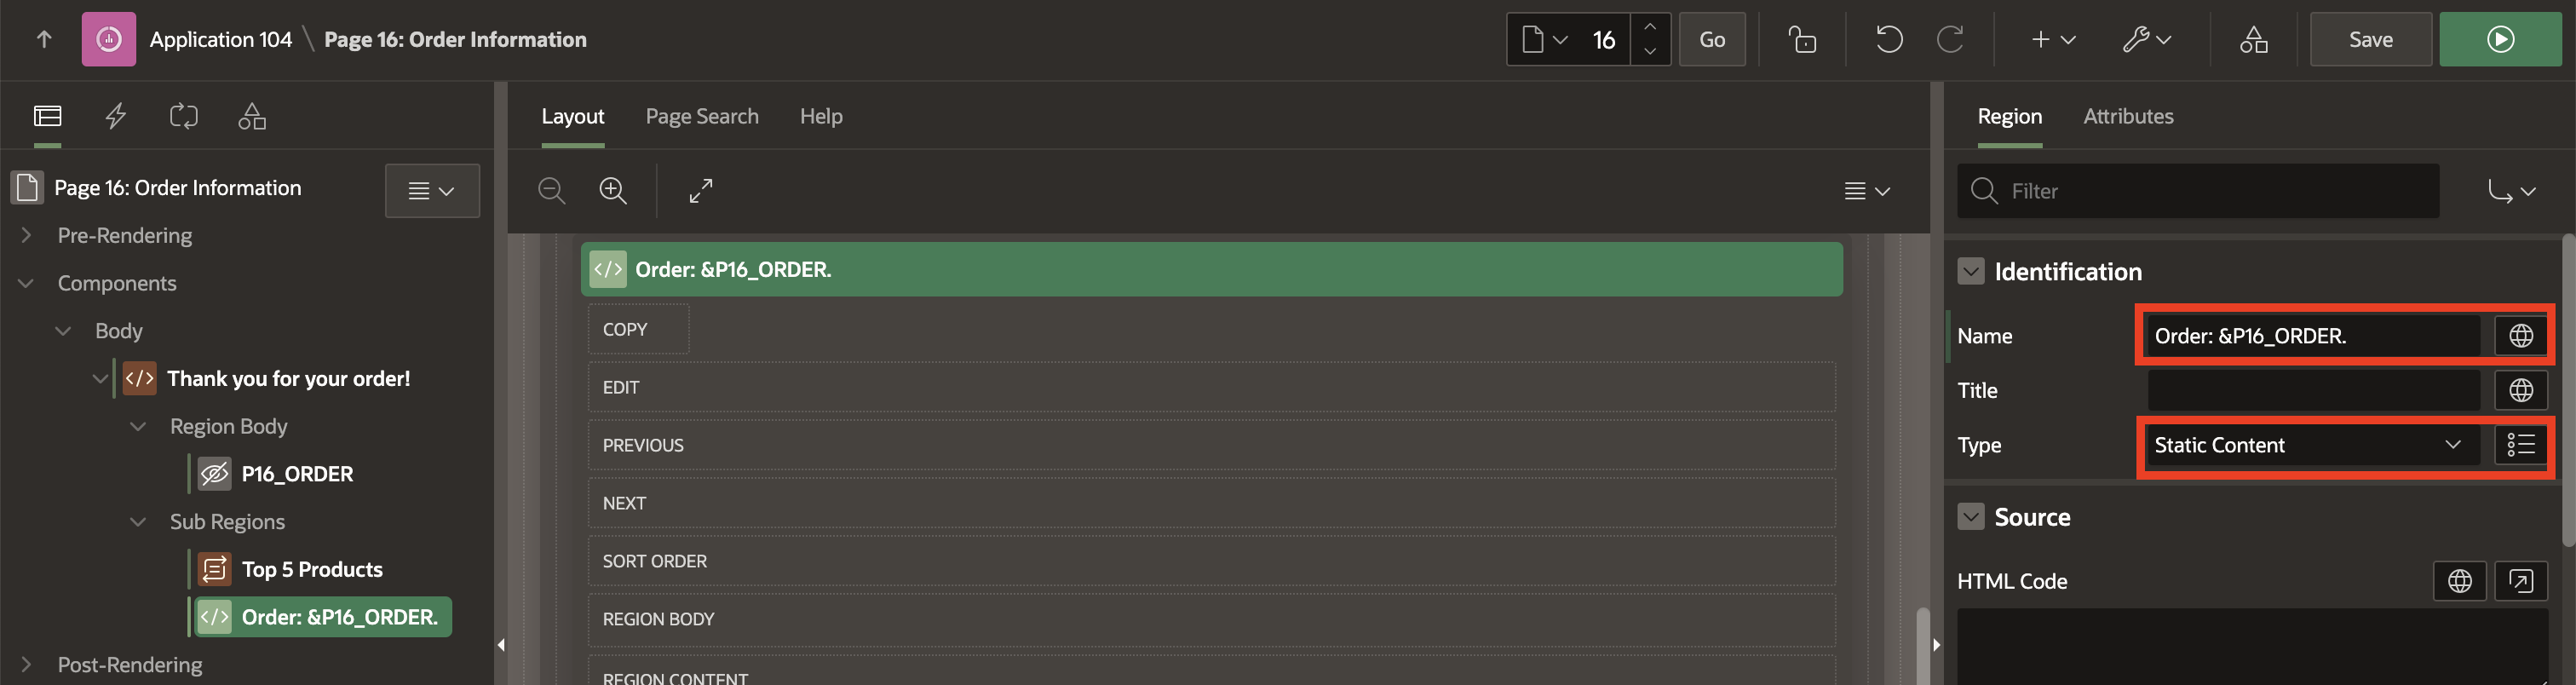 Application 104 \ Page 16: Order Information
16
Go
Save
Layout
Page Search
Help
Region
Attributes
Page 16: Order Information
Filter
Pre-Rendering
Components
Body
Thank you for your order!
Region Body
P16_ORDER
Sub Regions
Top 5 Products
Order: &P16_ORDER.
Post-Rendering
</> Order: &P16_ORDER.
COPY
EDIT
PREVIOUS
NEXT
SORT ORDER
REGION BODY
REGION CONTENT
Identification
Name
Order: &P16_ORDER.
Title
Type
Static Content
Source
HTML Code